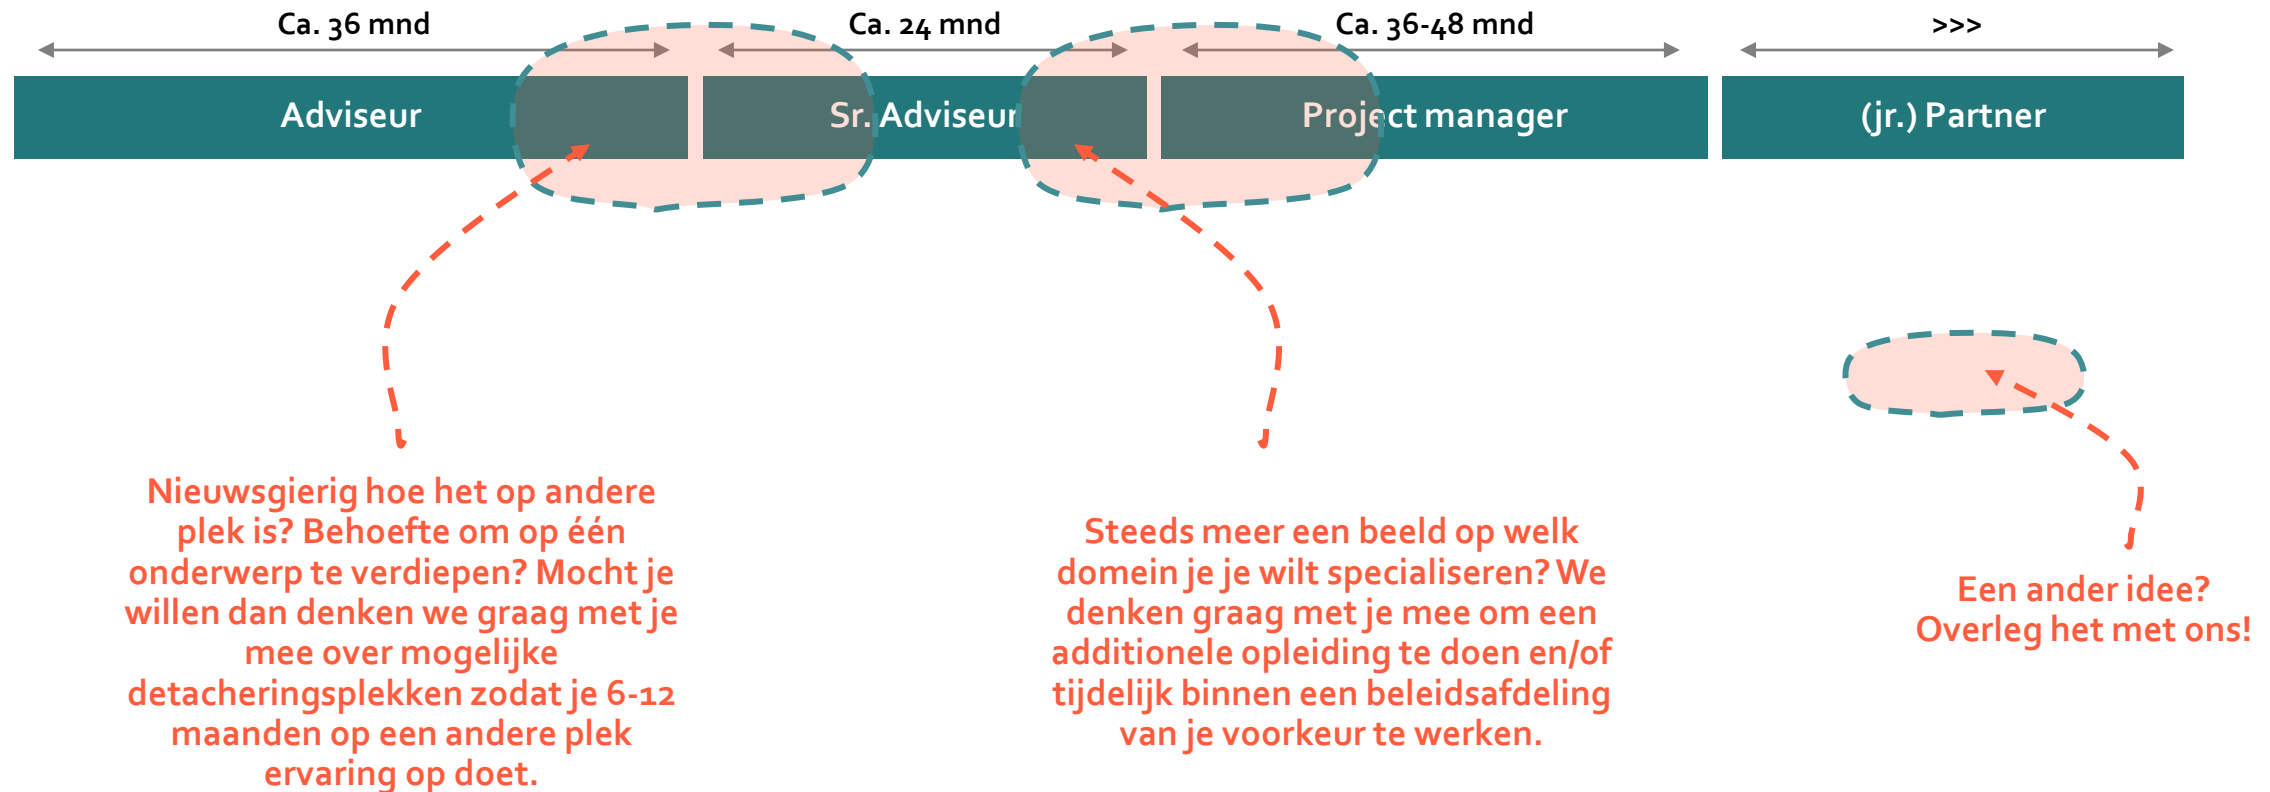 Ca. 36 mnd
Ca. 24 mnd
Ca. 36-48 mnd
>>>
Adviseur
Sr. Adviseur
Project manager
(jr.) Partner
Nieuwsgierig hoe het op andere
plek is? Behoefte om op één
onderwerp te verdiepen? Mocht je
willen dan denken we graag met je
mee over mogelijke
detacheringsplekken zodat je 6-12
maanden op een andere plek
ervaring op doet.
Steeds meer een beeld op welk
domein je je wilt specialiseren? We
denken graag met je mee om een
additionele opleiding te doen en/of
tijdelijk binnen een beleidsafdeling
van je voorkeur te werken.
Een ander idee?
Overleg het met ons!